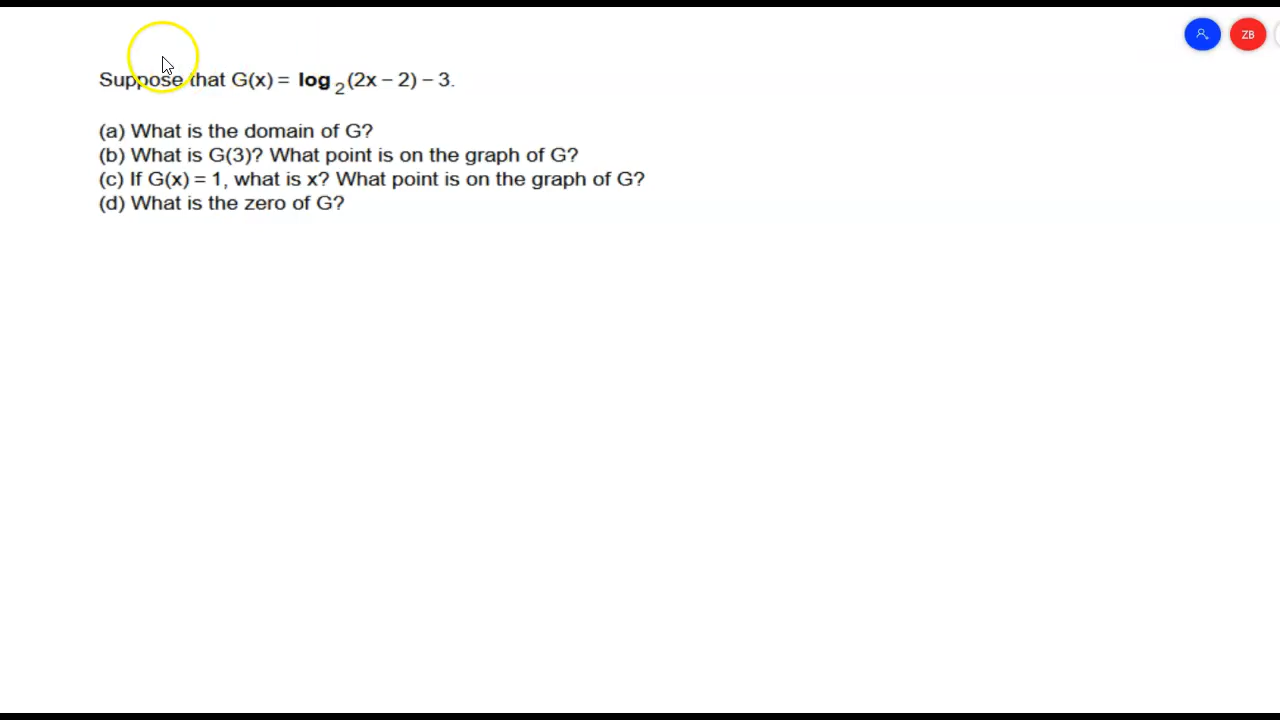 ZB
Suppose that G(x) = log ₂(2x − 2) − 3.
(a) What is the domain of G?
(b) What is G(3)? What point is on the graph of G?
(c) If G(x) = 1, what is x? What point is on the graph of G?
(d) What is the zero of G?